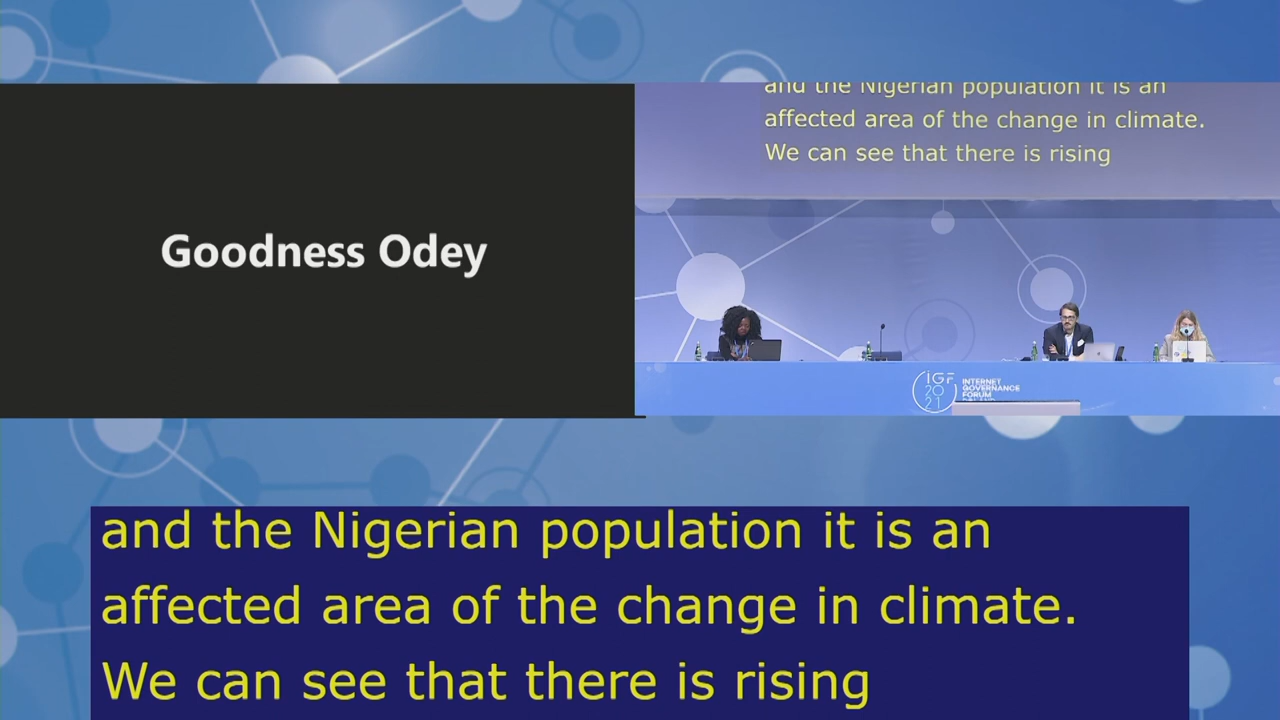 Goodness Odey
and the Nigerian population it is an
affected area of the change in climate.
We can see that there is rising
IGF
20
21
INTERNET
GOVERNANCE
FORUM
and the Nigerian population it is an
affected area of the change in climate.
We can see that there is rising